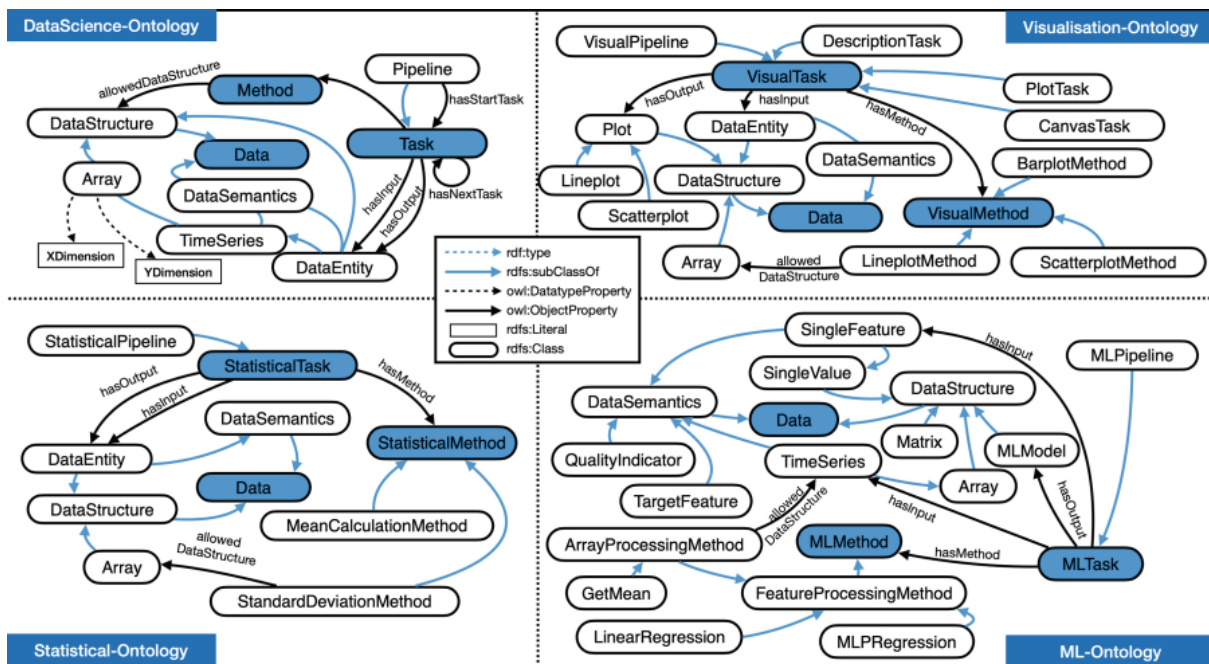 DataScience-Ontology
Pipeline
allowedDataStructure
Method
hasStartTask
DataStructure
Task
Data
Array
hasNextTask
DataSemantics
hasInput
hasOutput
TimeSeries
XDimension
YDimension
DataEntity
Visualisation-Ontology
VisualPipeline
DescriptionTask
VisualTask
hasOutput
hasInput
hasMethod
PlotTask
Plot
DataEntity
CanvasTask
DataSemantics
BarplotMethod
Lineplot
DataStructure
Scatterplot
Data
VisualMethod
Array
allowed
DataStructure
LineplotMethod
ScatterplotMethod
rdf:type
rdfs:subClassOf
owl:DatatypeProperty
owl:ObjectProperty
rdfs:Literal
rdfs:Class
StatisticalPipeline
StatisticalTask
hasOutput
hasInput
hasMethod
DataSemantics
StatisticalMethod
DataEntity
Data
DataStructure
MeanCalculationMethod
allowed
DataStructure
Array
StandardDeviationMethod
Statistical-Ontology
SingleFeature
hasInput
MLPipeline
SingleValue
DataStructure
DataSemantics
Data
Matrix
MLModel
QualityIndicator
TimeSeries
Array
TargetFeature
hasInput
hasOutput
allowed
DataStructure
ArrayProcessingMethod
MLMethod
hasMethod
MLTask
GetMean
FeatureProcessingMethod
LinearRegression
MLPRegression
ML-Ontology